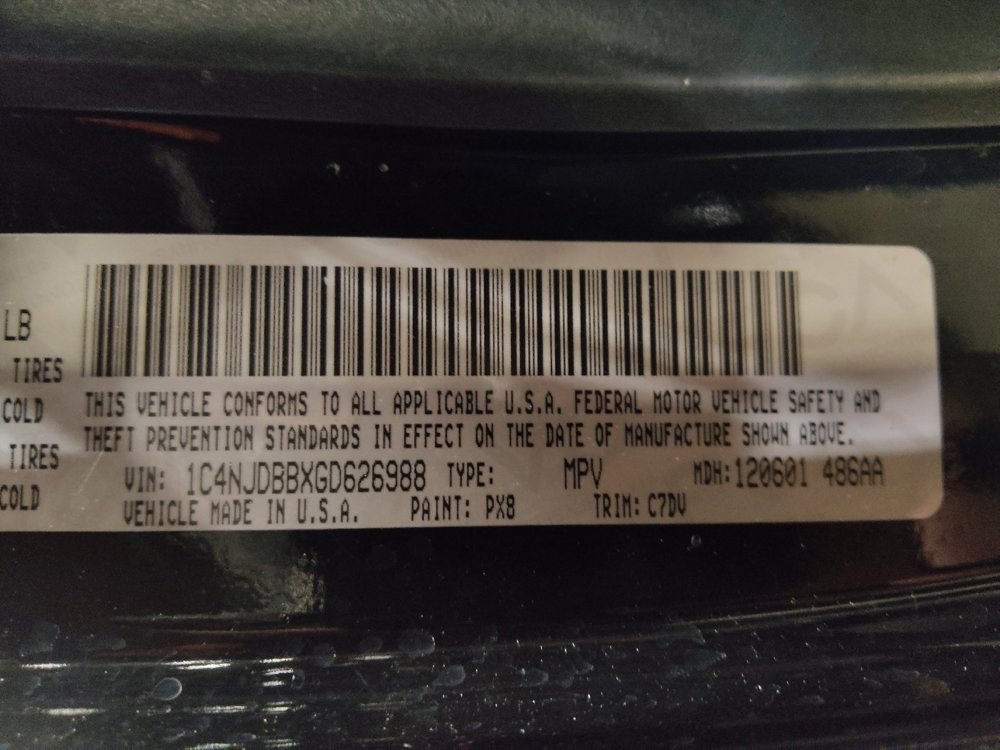 LB
TIRES
COLD
TIRES
COLD
THIS VEHICLE CONFORMS TO ALL APPLICABLE U.S.A. FEDERAL MOTOR VEHICLE SAFETY AND
THEFT PREVENTION STANDARDS IN EFFECT ON THE DATE OF MANUFACTURE SHOWN ABOVE.
VIN: 1C4NJDBBXGD626988 TYPE: MPV MDH:120601 486AA
VEHICLE MADE IN U.S.A. PAINT: PX8 TRIM: C7DV